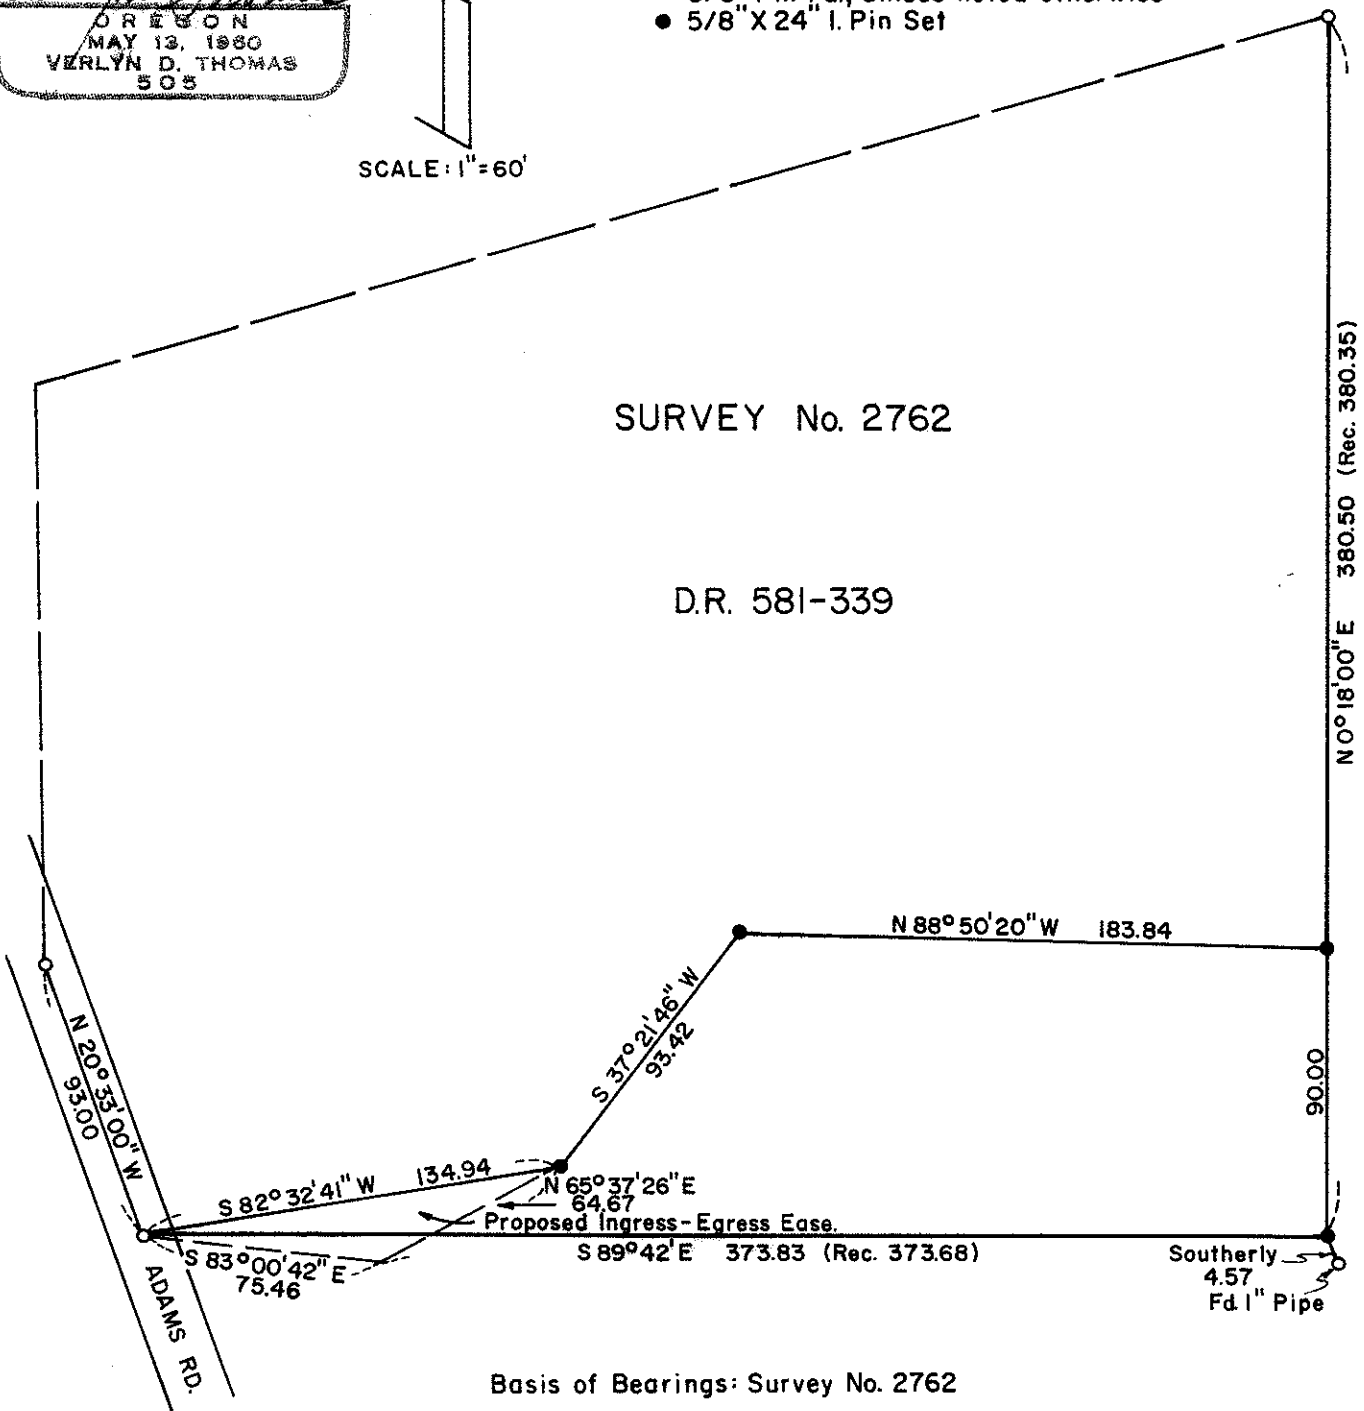 OREGON
MAY 13, 1960
VERLYN D. THOMAS
505
5/8" X 24" I. Pin Set
SCALE: 1"=60'
SURVEY No. 2762
D.R. 581-339
N 0° 18' 00" E 380.50 (Rec. 380.35)
N 88° 50' 20" W 183.84
S 37° 21' 46" W
93.42
90.00
N 20° 33' 00" W
93.00
S 82° 32' 41" W 134.94
N 65° 37' 26" E
64.67
Proposed Ingress-Egress Ease.
S 89° 42' E 373.83 (Rec. 373.68)
S 83° 00' 42" E
75.46
Southerly
4.57
Fd. 1" Pipe
ADAMS RD.
Basis of Bearings: Survey No. 2762